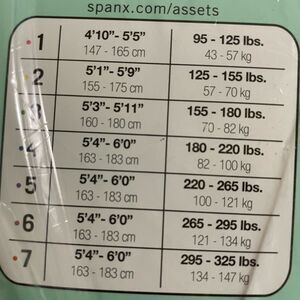 spanx.com/assets
1 4'10"- 5'5" 95 - 125 lbs.
147 - 165 cm 43 - 57 kg
2 5'1"- 5'9" 125 - 155 lbs.
155 - 175 cm 57 - 70 kg
3 5'3"- 5'11" 155 - 180 lbs.
160 - 180 cm 70 - 82 kg
4 5'4"- 6'0" 180 - 220 lbs.
163 - 183 cm 82 - 100 kg
5 5'4"- 6'0" 220 - 265 lbs.
163 - 183 cm 100 - 121 kg
6 5'4"- 6'0" 265 - 295 lbs.
163 - 183 cm 121 - 134 kg
7 5'4"- 6'0" 295 - 325 lbs.
163 - 183 cm 134 - 147 kg